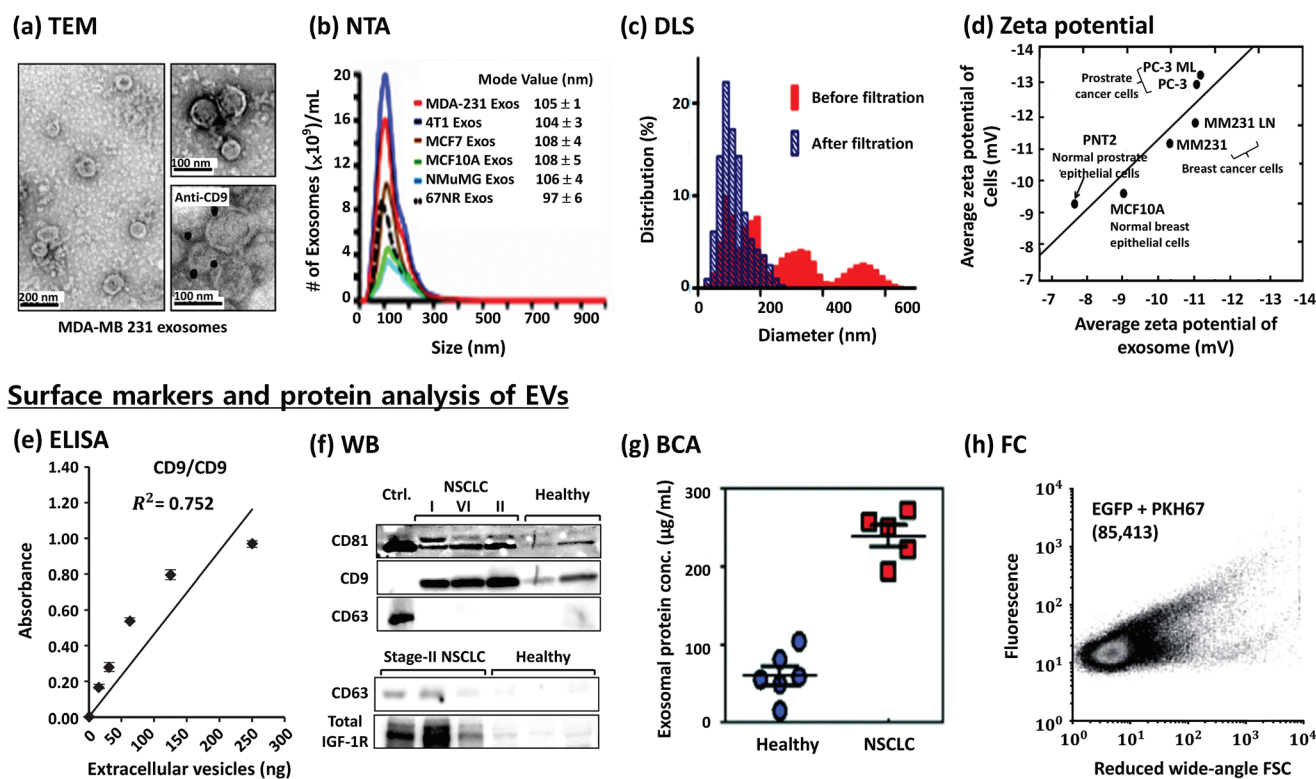 (a) TEM
100 nm
Anti-CD9
200 nm
100 nm
MDA-MB 231 exosomes
(b) NTA
# of Exosomes (×10⁹)/mL
20
16
12
8
4
0
Mode Value (nm)
MDA-231 Exos 105 ± 1
4T1 Exos 104 ± 3
MCF7 Exos 108 ± 4
MCF10A Exos 108 ± 5
NMuMG Exos 106 ± 4
67NR Exos 97 ± 6
0 100 300 500 700 900
Size (nm)
(c) DLS
Distribution (%)
20
10
0
Before filtration
After filtration
0 200 400 600
Diameter (nm)
(d) Zeta potential
Average zeta potential of
Cells (mV)
-14
-13
-12
-11
-10
-9
-8
-7
PC-3 ML
Prostrate
cancer cells
PC-3
MM231 LN
MM231
Breast cancer cells
PNT2
Normal prostrate
epithelial cells
MCF10A
Normal breast
epithelial cells
-7 -8 -9 -10 -11 -12 -13 -14
Average zeta potential of
exosome (mV)
Surface markers and protein analysis of EVs
(e) ELISA
CD9/CD9
R² = 0.752
Absorbance
1.40
1.20
1.00
0.80
0.60
0.40
0.20
0.00
0 50 100 150 200 250 300
Extracellular vesicles (ng)
(f) WB
Ctrl. NSCLC Healthy
I VI II
CD81
CD9
CD63
Stage-II NSCLC Healthy
CD63
Total
IGF-1R
(g) BCA
Exosomal protein conc. (μg/mL)
300
200
100
0
Healthy NSCLC
(h) FC
Fluorescence
10⁴
10³
10²
10¹
10⁰
EGFP + PKH67
(85,413)
10⁰ 10¹ 10² 10³ 10⁴
Reduced wide-angle FSC